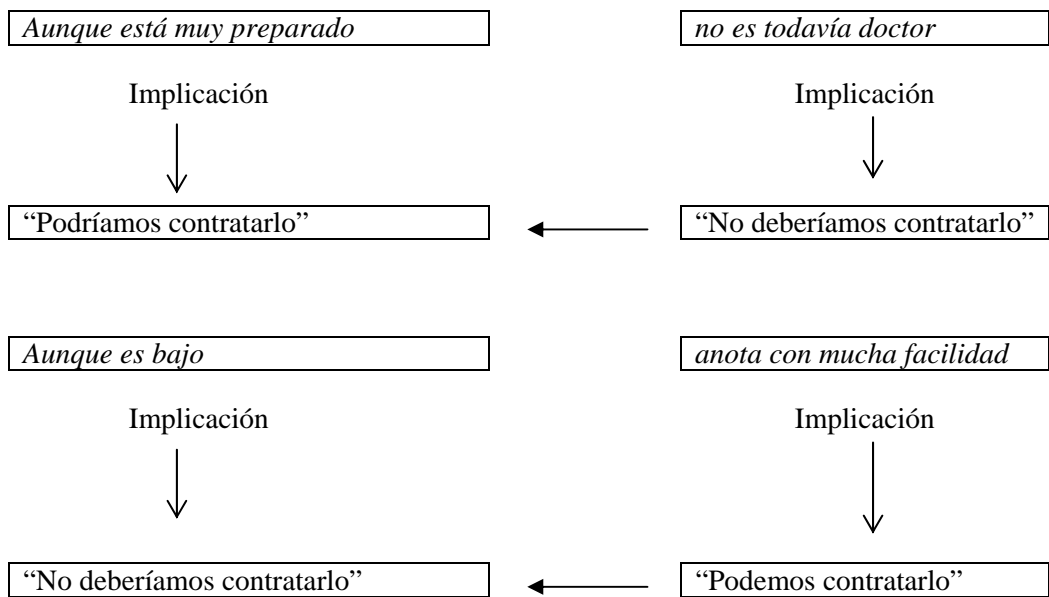 Aunque está muy preparado
no es todavía doctor
Implicación
Implicación
“Podríamos contratarlo”
“No deberíamos contratarlo”
Aunque es bajo
anota con mucha facilidad
Implicación
Implicación
“No deberíamos contratarlo”
“Podemos contratarlo”